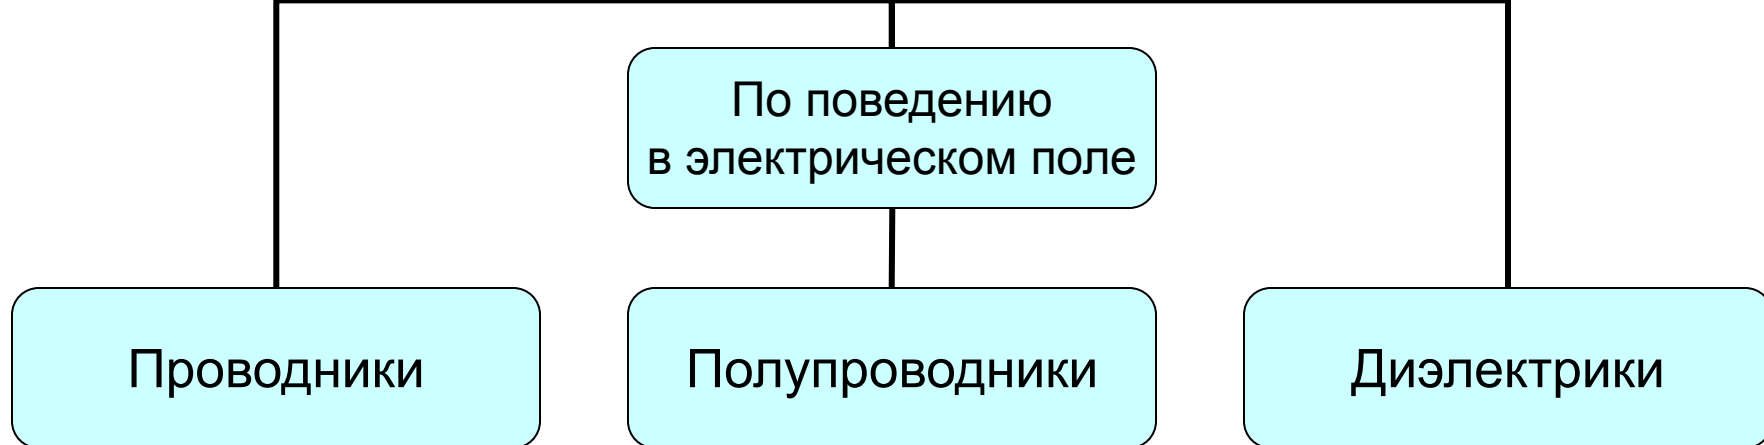 По поведению
в электрическом поле
Проводники
Полупроводники
Диэлектрики